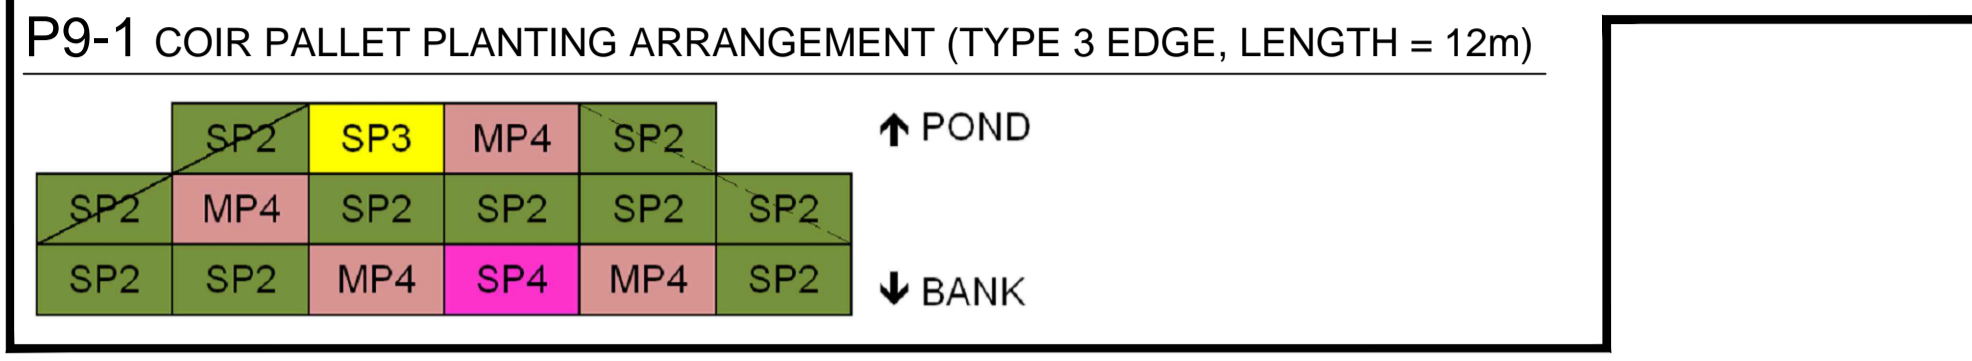 P9-1 COIR PALLET PLANTING ARRANGEMENT (TYPE 3 EDGE, LENGTH = 12m)
SP2 SP3 MP4 SP2 ↑ POND
SP2 MP4 SP2 SP2 SP2 SP2
SP2 SP2 MP4 SP4 MP4 SP2 ↓ BANK